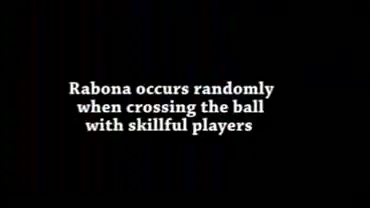 Rabona occurs randomly
when crossing the ball
with skillful players